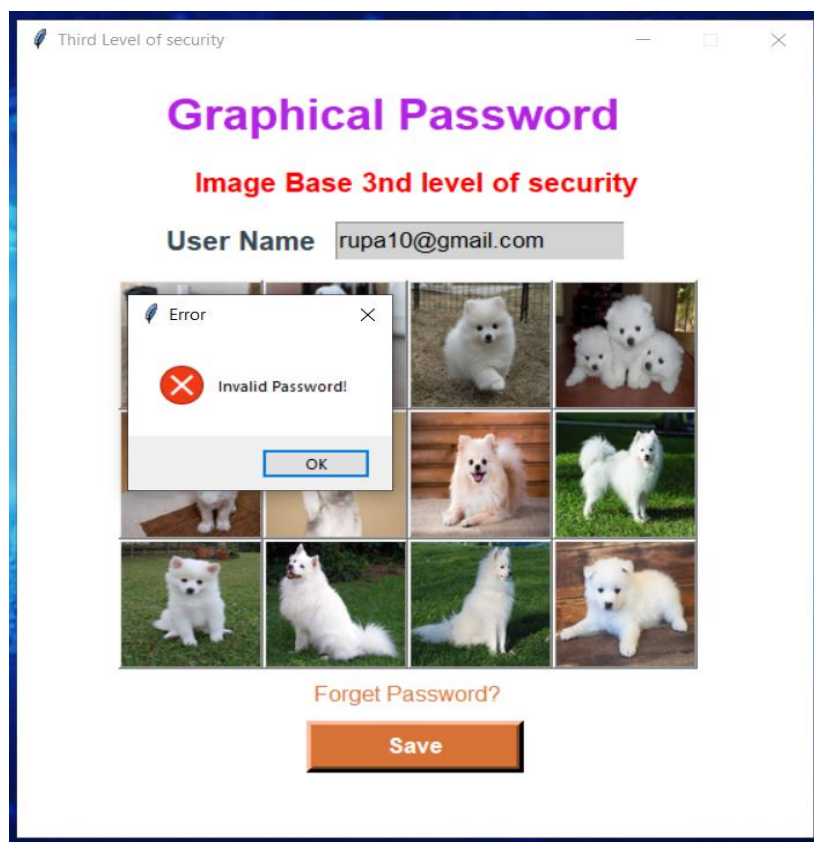 Third Level of security
Graphical Password
Image Base 3nd level of security
User Name rupa10@gmail.com
Error
Invalid Password!
OK
Forget Password?
Save